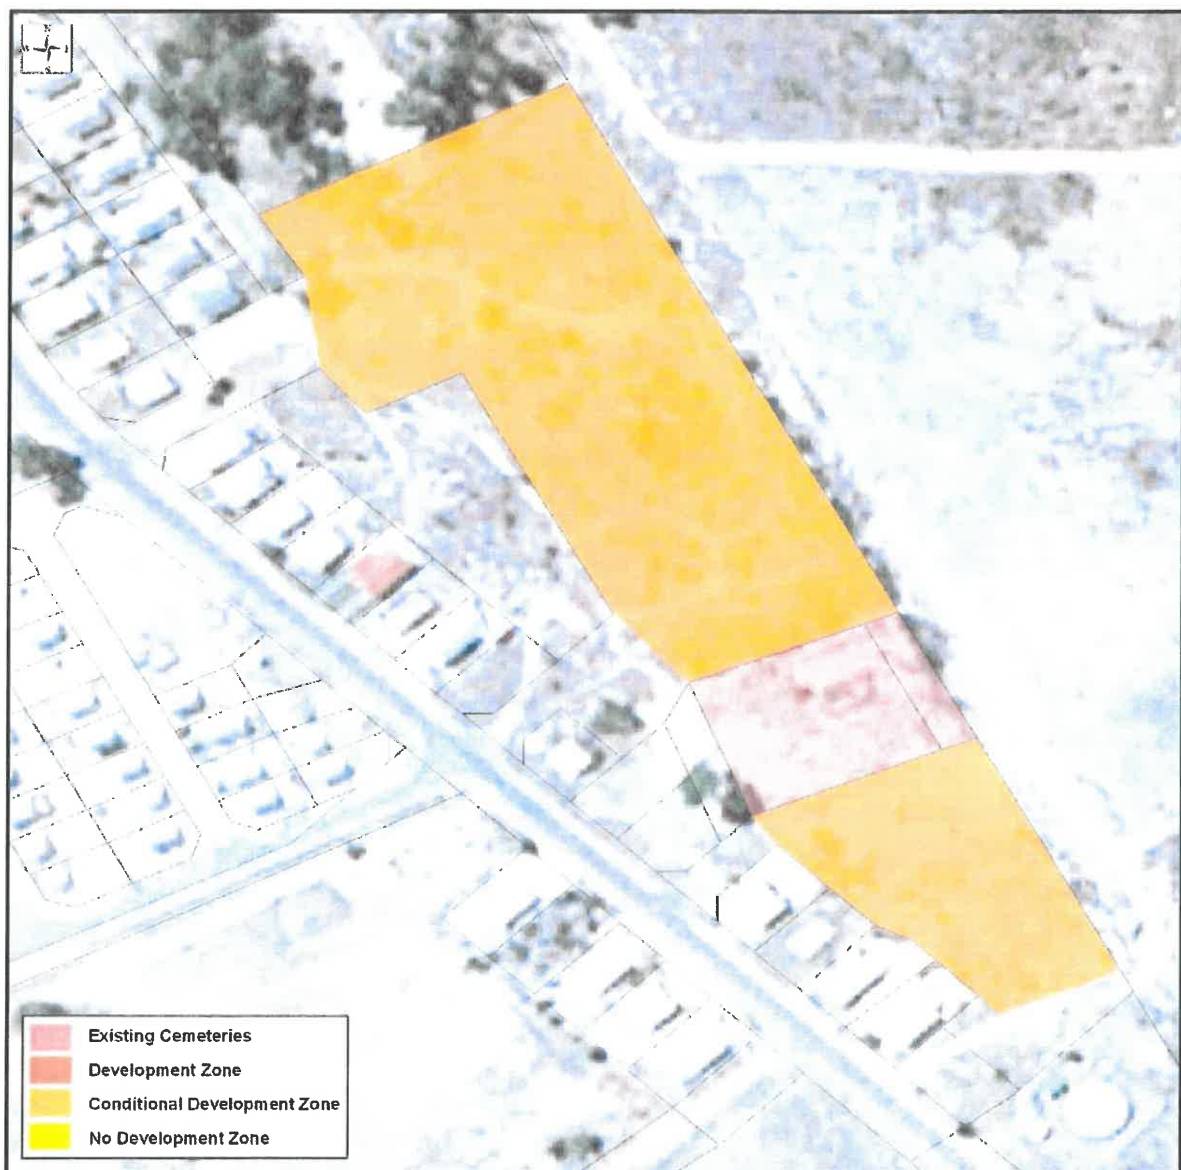 N
Existing Cemeteries
Development Zone
Conditional Development Zone
No Development Zone